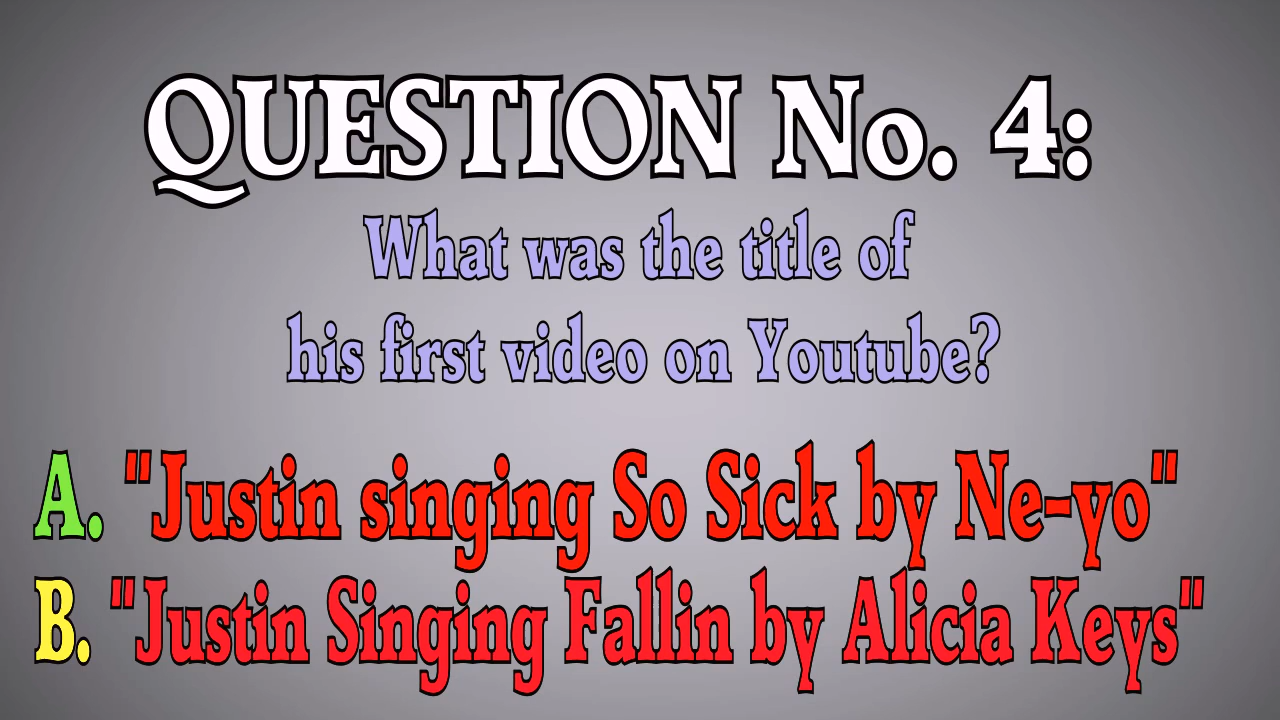 QUESTION No. 4:
What was the title of
his first video on Youtube?
A. "Justin singing So Sick by Ne-yo"
B. "Justin Singing Fallin by Alicia Keys"